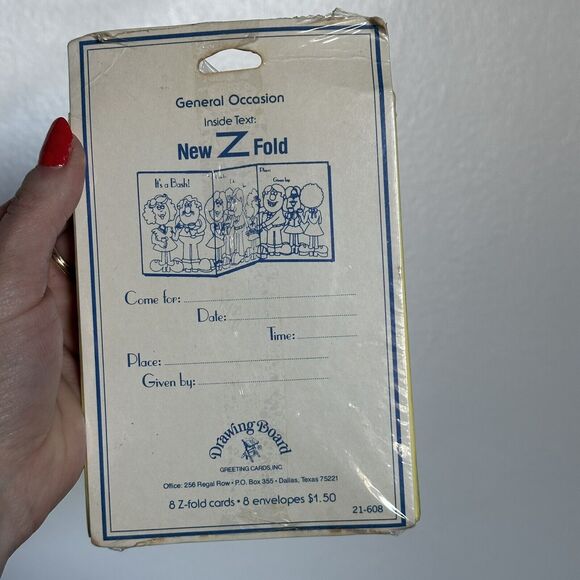 General Occasion
Inside Text:
New Z Fold
It's a Bash!
Place:
Given by:
Come for:
Date:
Time:
Place:
Given by:
Drawing Board®
GREETING CARDS, INC
Office: 256 Regal Row • P.O. Box 355 • Dallas, Texas 75221
8 Z-fold cards • 8 envelopes $1.50
21-608